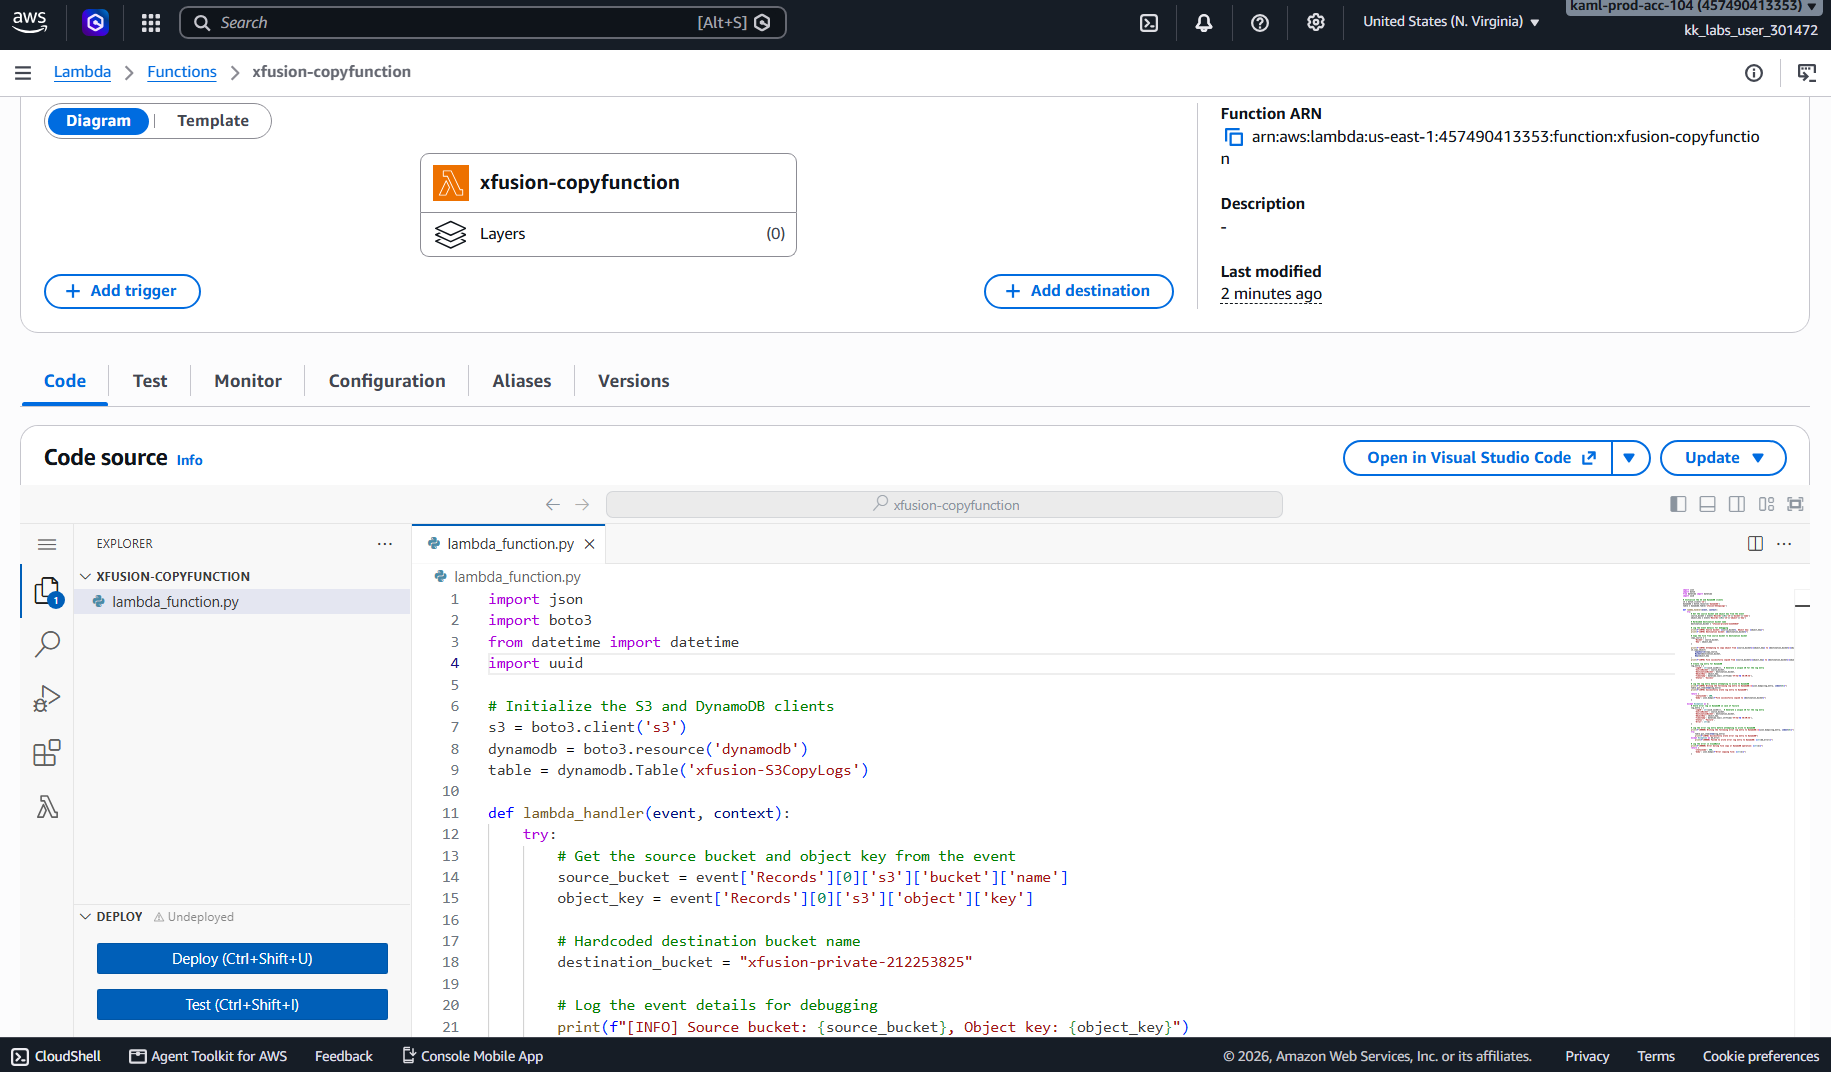 aws
Search
[Alt+S]
United States (N. Virginia)
kaml-prod-acc-104 (457490413353)
kk_labs_user_301472
Lambda
Functions
xfusion-copyfunction
Diagram
Template
xfusion-copyfunction
Layers
(0)
Add trigger
Add destination
Function ARN
arn:aws:lambda:us-east-1:457490413353:function:xfusion-copyfunctio
n
Description
-
Last modified
2 minutes ago
Code
Test
Monitor
Configuration
Aliases
Versions
Code source Info
Open in Visual Studio Code
Update
xfusion-copyfunction
EXPLORER
XFUSION-COPYFUNCTION
1
lambda_function.py
DEPLOY Undeployed
Deploy (Ctrl+Shift+U)
Test (Ctrl+Shift+I)
lambda_function.py
lambda_function.py
1 import json
2 import boto3
3 from datetime import datetime
4 import uuid
5
6 # Initialize the S3 and DynamoDB clients
7 s3 = boto3.client('s3')
8 dynamodb = boto3.resource('dynamodb')
9 table = dynamodb.Table('xfusion-S3CopyLogs')
10
11 def lambda_handler(event, context):
12 try:
13 # Get the source bucket and object key from the event
14 source_bucket = event['Records'][0]['s3']['bucket']['name']
15 object_key = event['Records'][0]['s3']['object']['key']
16
17 # Hardcoded destination bucket name
18 destination_bucket = "xfusion-private-212253825"
19
20 # Log the event details for debugging
21 print(f"[INFO] Source bucket: {source_bucket}, Object key: {object_key}")
CloudShell
Agent Toolkit for AWS
Feedback
Console Mobile App
© 2026, Amazon Web Services, Inc. or its affiliates.
Privacy
Terms
Cookie preferences